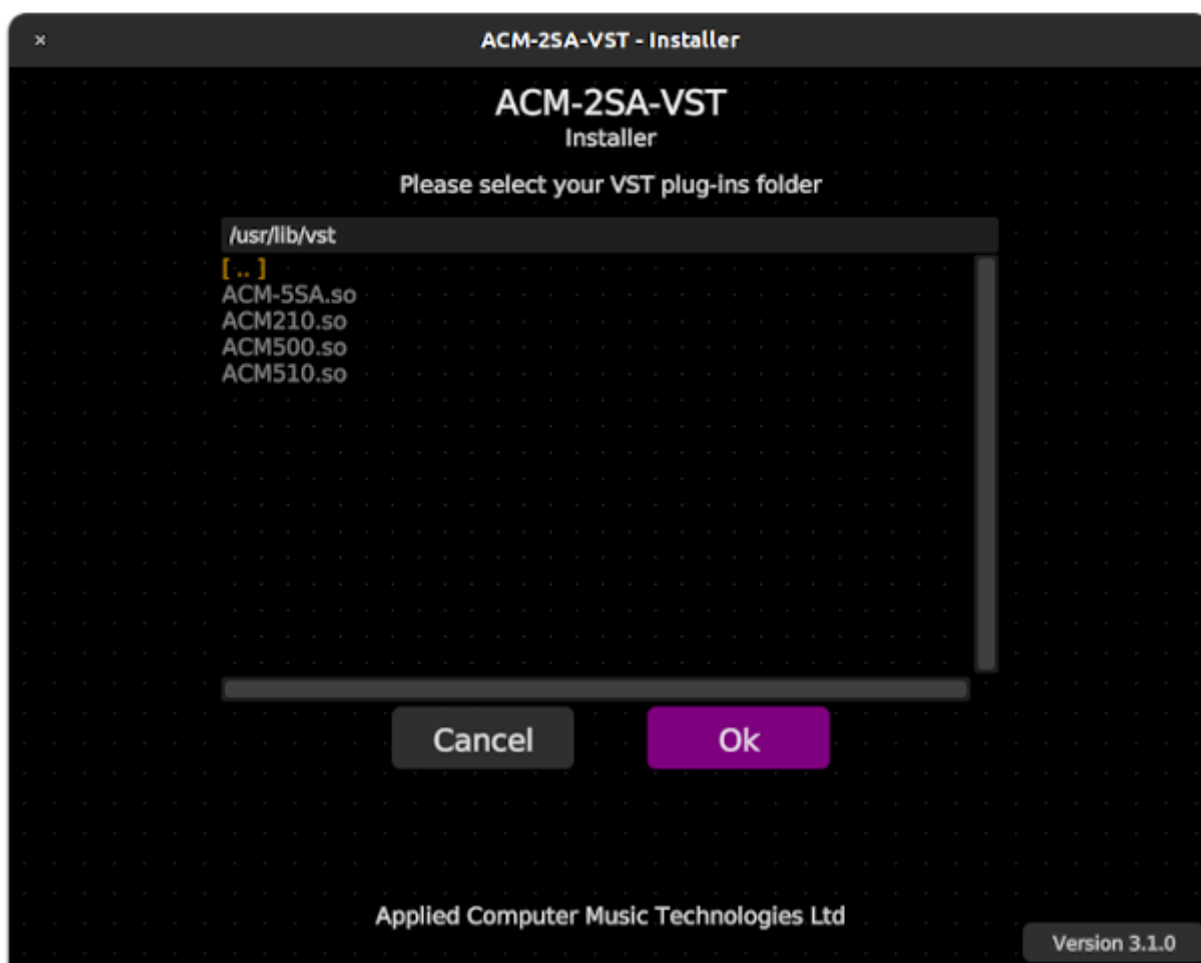 ×
ACM-2SA-VST - Installer
ACM-2SA-VST
Installer
Please select your VST plug-ins folder
/usr/lib/vst
[ .. ]
ACM-5SA.so
ACM210.so
ACM500.so
ACM510.so
Cancel
Ok
Applied Computer Music Technologies Ltd
Version 3.1.0